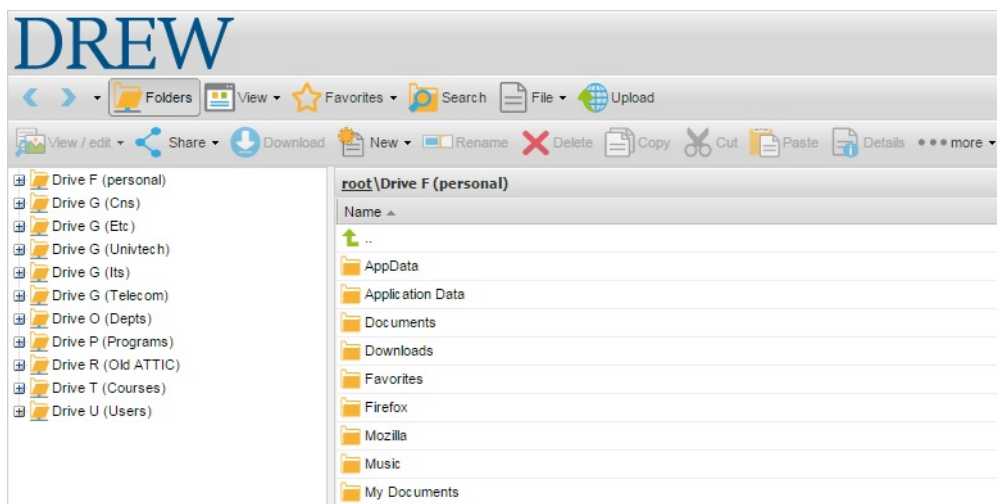 DREW
Folders View Favorites Search File Upload
View / edit Share Download New Rename Delete Copy Cut Paste Details more
Drive F (personal)
Drive G (Cns)
Drive G (Etc)
Drive G (Univtech)
Drive G (Its)
Drive G (Telecom)
Drive O (Depts)
Drive P (Programs)
Drive R (Old ATTIC)
Drive T (Courses)
Drive U (Users)
root\Drive F (personal)
Name
..
AppData
Application Data
Documents
Downloads
Favorites
Firefox
Mozilla
Music
My Documents